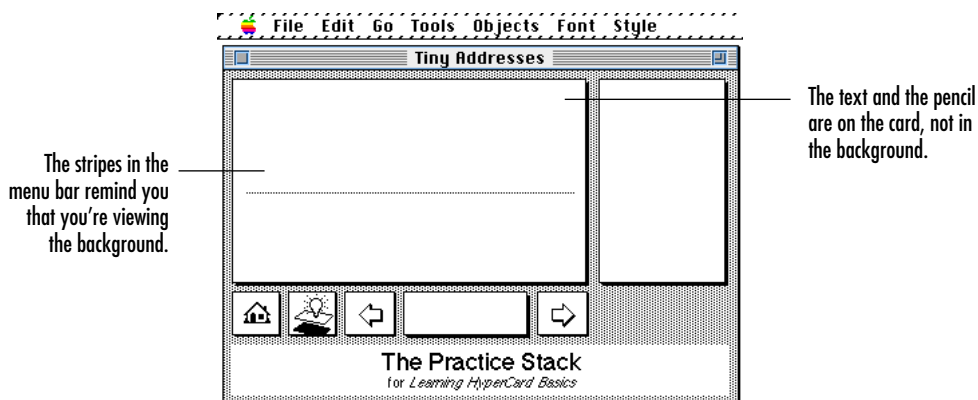 File Edit Go Tools Objects Font Style
Tiny Addresses
The text and the pencil
are on the card, not in
the background.
The stripes in the
menu bar remind you
that you're viewing
the background.
The Practice Stack
for Learning HyperCard Basics